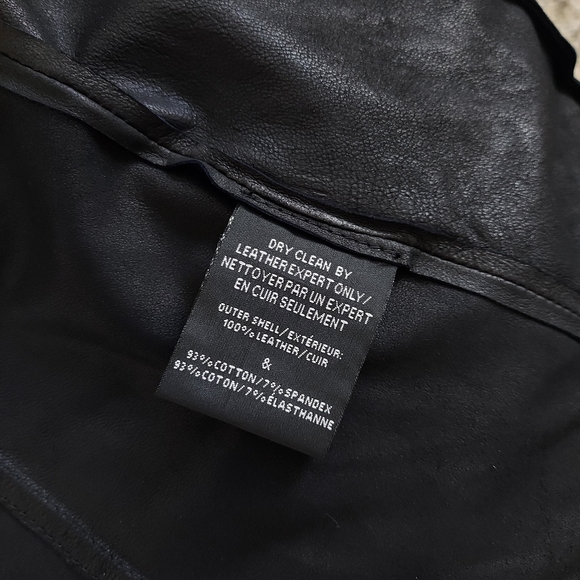 DRY CLEAN BY
LEATHER EXPERT ONLY/
NETTOYER PAR UN EXPERT
EN CUIR SEULEMENT
OUTER SHELL/EXTÉRIEUR:
100% LEATHER/CUIR
&
93% COTTON/7% SPANDEX
93% COTON/7% ÉLASTHANNE